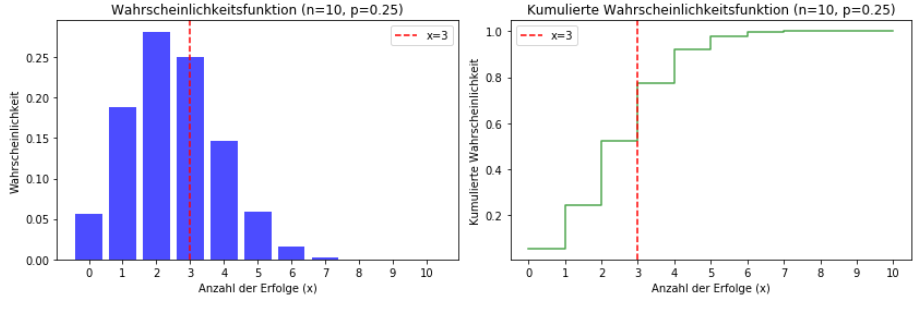 Wahrscheinlichkeitsfunktion (n=10, p=0.25)
x=3
Wahrscheinlichkeit
0.25
0.20
0.15
0.10
0.05
0.00
0 1 2 3 4 5 6 7 8 9 10
Anzahl der Erfolge (x)
Kumulierte Wahrscheinlichkeitsfunktion (n=10, p=0.25)
x=3
Kumulierte Wahrscheinlichkeit
1.0
0.8
0.6
0.4
0.2
0 1 2 3 4 5 6 7 8 9 10
Anzahl der Erfolge (x)